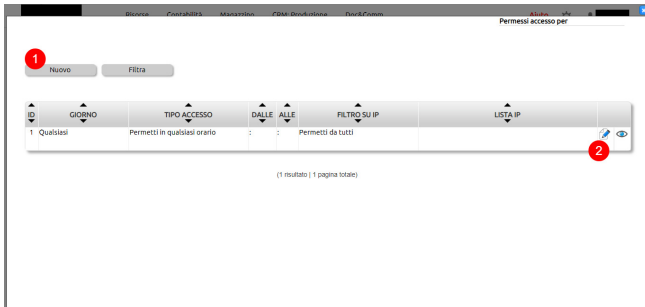 Risorse Contabilità Magazzino CRM: Produzione Doc&Comm Aiuto
Permessi accesso per
1
Nuovo Filtra
ID GIORNO TIPO ACCESSO DALLE ALLE FILTRO SU IP LISTA IP
1 Qualsiasi Permetti in qualsiasi orario : : Permetti da tutti
2
(1 risultato | 1 pagina totale)